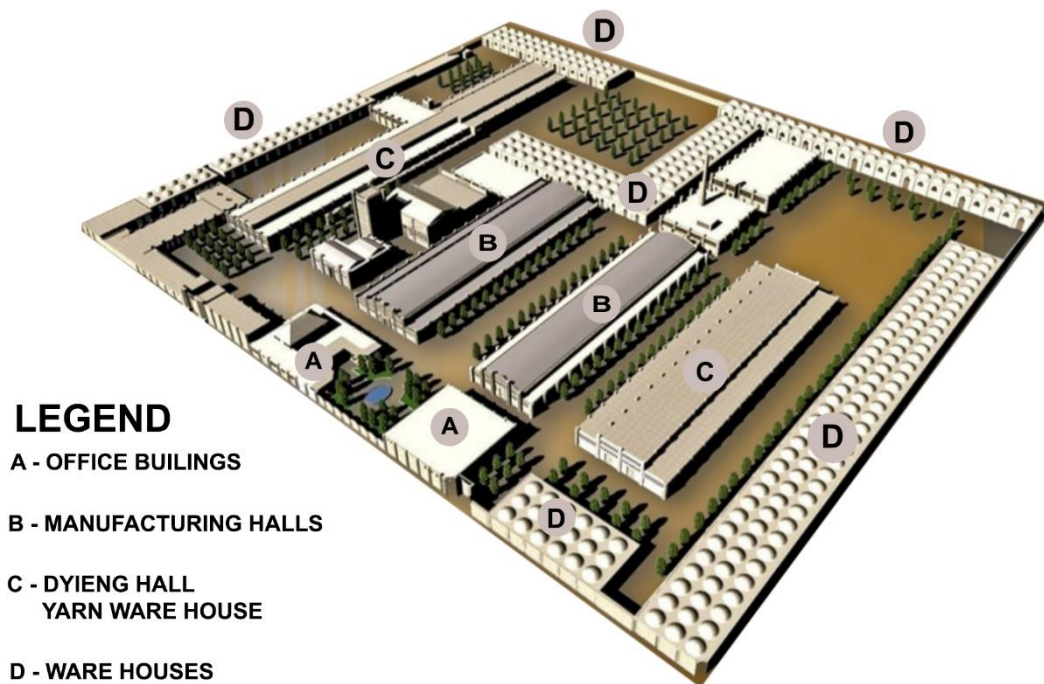 D
D
D
C
D
B
B
C
A
A
D
D
LEGEND
A - OFFICE BUILINGS
B - MANUFACTURING HALLS
C - DYIENG HALL
YARN WARE HOUSE
D - WARE HOUSES